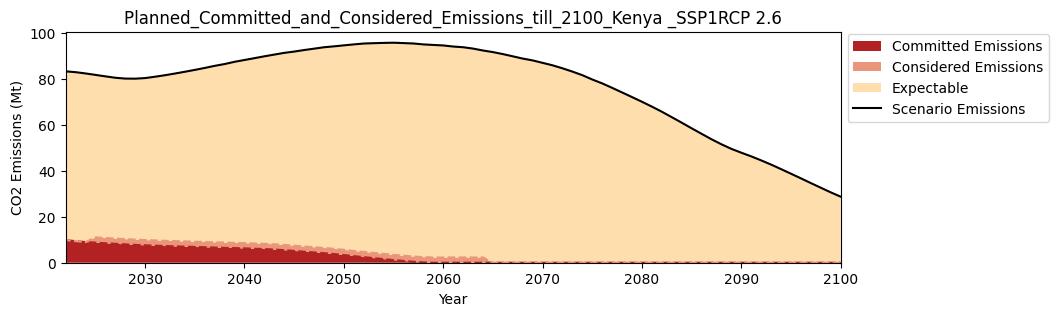 Planned_Committed_and_Considered_Emissions_till_2100_Kenya _SSP1RCP 2.6
100
80
60
40
20
0
CO2 Emissions (Mt)
2030
2040
2050
2060
2070
2080
2090
2100
Year
Committed Emissions
Considered Emissions
Expectable
Scenario Emissions